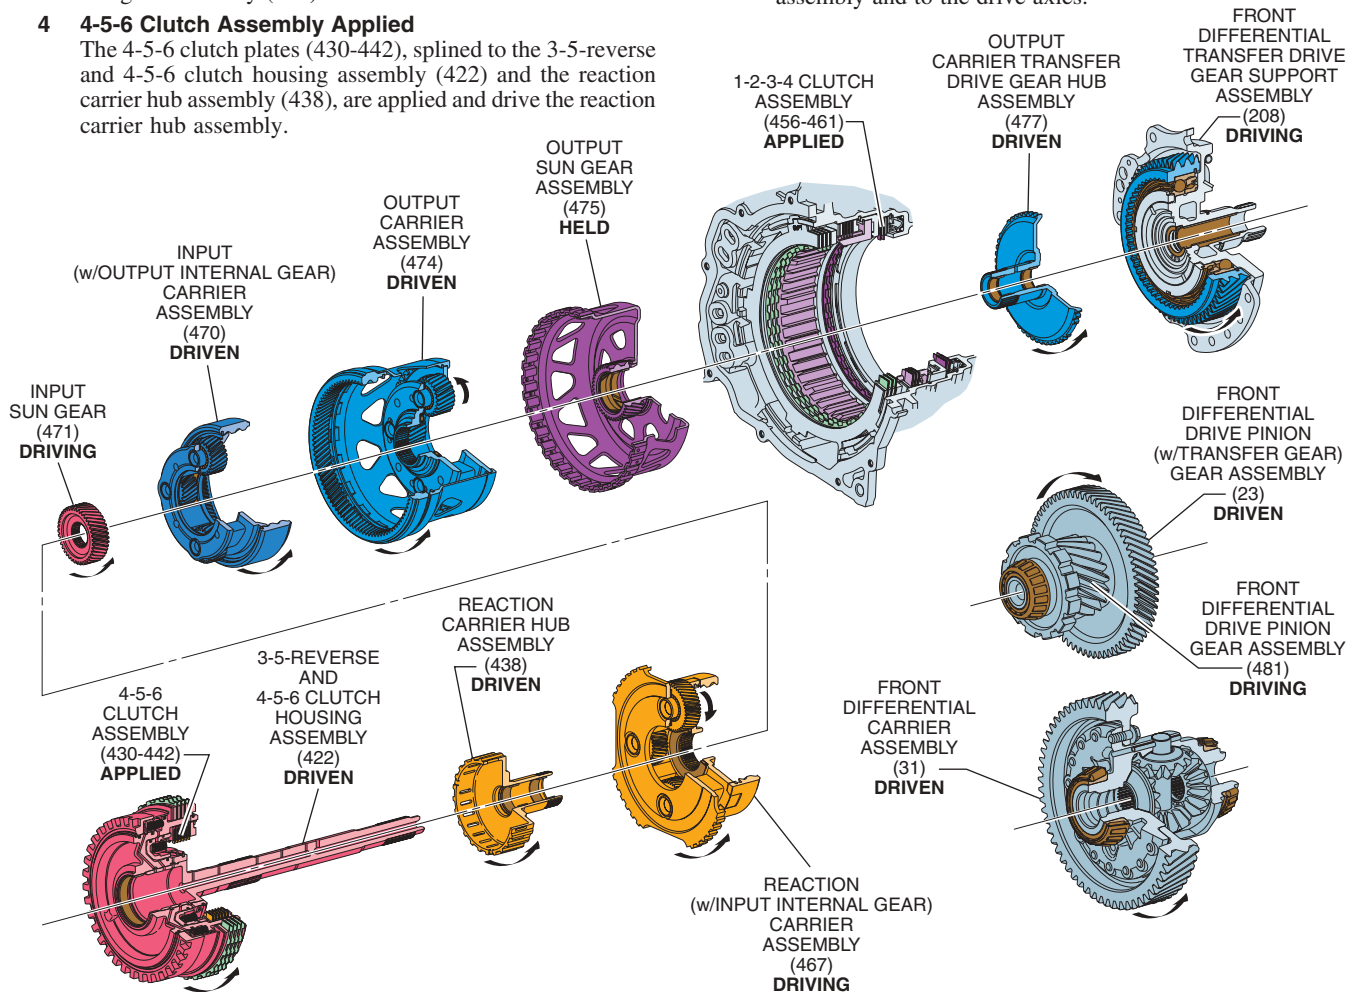 assembly and to the drive axles.
4 4-5-6 Clutch Assembly Applied
The 4-5-6 clutch plates (430-442), splined to the 3-5-reverse
and 4-5-6 clutch housing assembly (422) and the reaction
carrier hub assembly (438), are applied and drive the reaction
carrier hub assembly.
FRONT
DIFFERENTIAL
TRANSFER DRIVE
GEAR SUPPORT
ASSEMBLY
(208)
DRIVING
OUTPUT
CARRIER TRANSFER
DRIVE GEAR HUB
ASSEMBLY
(477)
DRIVEN
1-2-3-4 CLUTCH
ASSEMBLY
(456-461)
APPLIED
OUTPUT
SUN GEAR
ASSEMBLY
(475)
HELD
OUTPUT
CARRIER
ASSEMBLY
(474)
DRIVEN
INPUT
(w/OUTPUT INTERNAL GEAR)
CARRIER
ASSEMBLY
(470)
DRIVEN
INPUT
SUN GEAR
(471)
DRIVING
FRONT
DIFFERENTIAL
DRIVE PINION
(w/TRANSFER GEAR)
GEAR ASSEMBLY
(23)
DRIVEN
FRONT
DIFFERENTIAL
DRIVE PINION
GEAR ASSEMBLY
(481)
DRIVING
REACTION
CARRIER HUB
ASSEMBLY
(438)
DRIVEN
3-5-REVERSE
AND
4-5-6 CLUTCH
HOUSING
ASSEMBLY
(422)
DRIVEN
4-5-6
CLUTCH
ASSEMBLY
(430-442)
APPLIED
FRONT
DIFFERENTIAL
CARRIER
ASSEMBLY
(31)
DRIVEN
REACTION
(w/INPUT INTERNAL GEAR)
CARRIER
ASSEMBLY
(467)
DRIVING